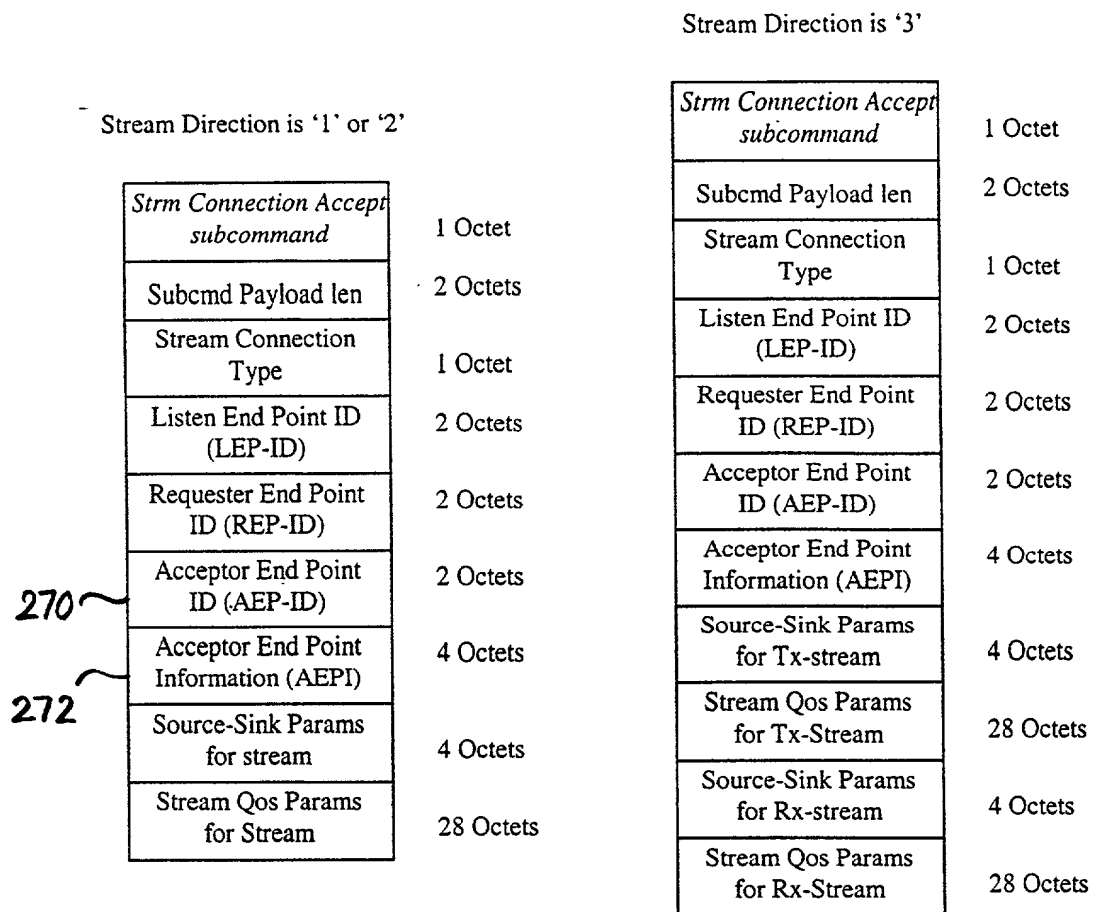 Stream Direction is ‘1’ or ‘2’
Strm Connection Accept
subcommand
1 Octet
Subcmd Payload len
2 Octets
Stream Connection
Type
1 Octet
Listen End Point ID
(LEP-ID)
2 Octets
Requester End Point
ID (REP-ID)
2 Octets
Acceptor End Point
ID (AEP-ID)
2 Octets
270
Acceptor End Point
Information (AEPI)
4 Octets
272
Source-Sink Params
for stream
4 Octets
Stream Qos Params
for Stream
28 Octets
Stream Direction is ‘3’
Strm Connection Accept
subcommand
1 Octet
Subcmd Payload len
2 Octets
Stream Connection
Type
1 Octet
Listen End Point ID
(LEP-ID)
2 Octets
Requester End Point
ID (REP-ID)
2 Octets
Acceptor End Point
ID (AEP-ID)
2 Octets
Acceptor End Point
Information (AEPI)
4 Octets
Source-Sink Params
for Tx-stream
4 Octets
Stream Qos Params
for Tx-Stream
28 Octets
Source-Sink Params
for Rx-stream
4 Octets
Stream Qos Params
for Rx-Stream
28 Octets